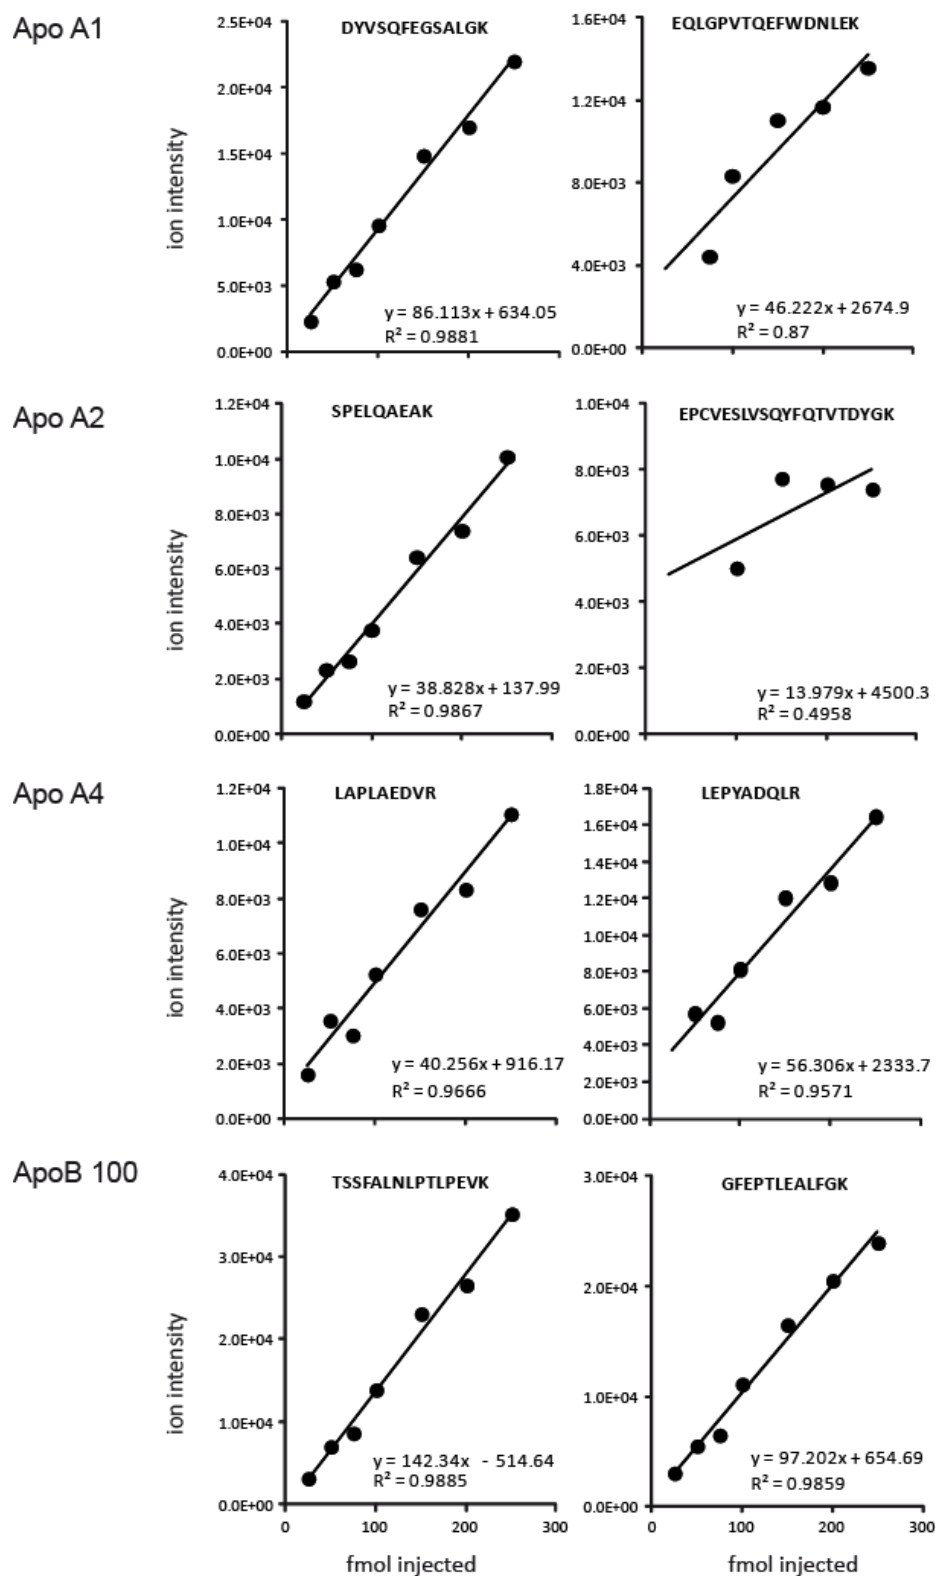 Apo A1
DYVSQFEGSALGK
ion intensity
2.5E+04
2.0E+04
1.5E+04
1.0E+04
5.0E+03
0.0E+00
y = 86.113x + 634.05
R² = 0.9881
EQLGPVTQEFWDNLEK
1.6E+04
1.2E+04
8.0E+03
4.0E+03
0.0E+00
y = 46.222x + 2674.9
R² = 0.87
Apo A2
SPELQAEAK
ion intensity
1.2E+04
1.0E+04
8.0E+03
6.0E+03
4.0E+03
2.0E+03
0.0E+00
y = 38.828x + 137.99
R² = 0.9867
EPCVESLVSQYFQTVTDYGK
1.0E+04
8.0E+03
6.0E+03
4.0E+03
2.0E+03
0.0E+00
y = 13.979x + 4500.3
R² = 0.4958
Apo A4
LAPLAEDVR
ion intensity
1.2E+04
1.0E+04
8.0E+03
6.0E+03
4.0E+03
2.0E+03
0.0E+00
y = 40.256x + 916.17
R² = 0.9666
LEPYADQLR
1.8E+04
1.6E+04
1.4E+04
1.2E+04
1.0E+04
8.0E+03
6.0E+03
4.0E+03
2.0E+03
0.0E+00
y = 56.306x + 2333.7
R² = 0.9571
ApoB 100
TSSFALNLPTLPEVK
ion intensity
4.0E+04
3.0E+04
2.0E+04
1.0E+04
0.0E+00
y = 142.34x - 514.64
R² = 0.9885
0 100 200 300
fmol injected
GFEPTLEALFGK
3.0E+04
2.0E+04
1.0E+04
0.0E+00
y = 97.202x + 654.69
R² = 0.9859
0 100 200 300
fmol injected